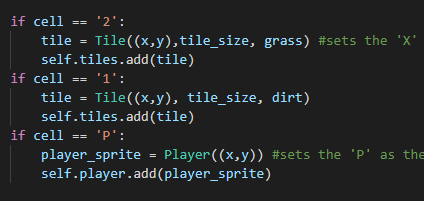 if cell == '2':
    tile = Tile((x,y),tile_size, grass) #sets the 'X'
    self.tiles.add(tile)
if cell == '1':
    tile = Tile((x,y), tile_size, dirt)
    self.tiles.add(tile)
if cell == 'P':
    player_sprite = Player((x,y)) #sets the 'P' as the
    self.player.add(player_sprite)